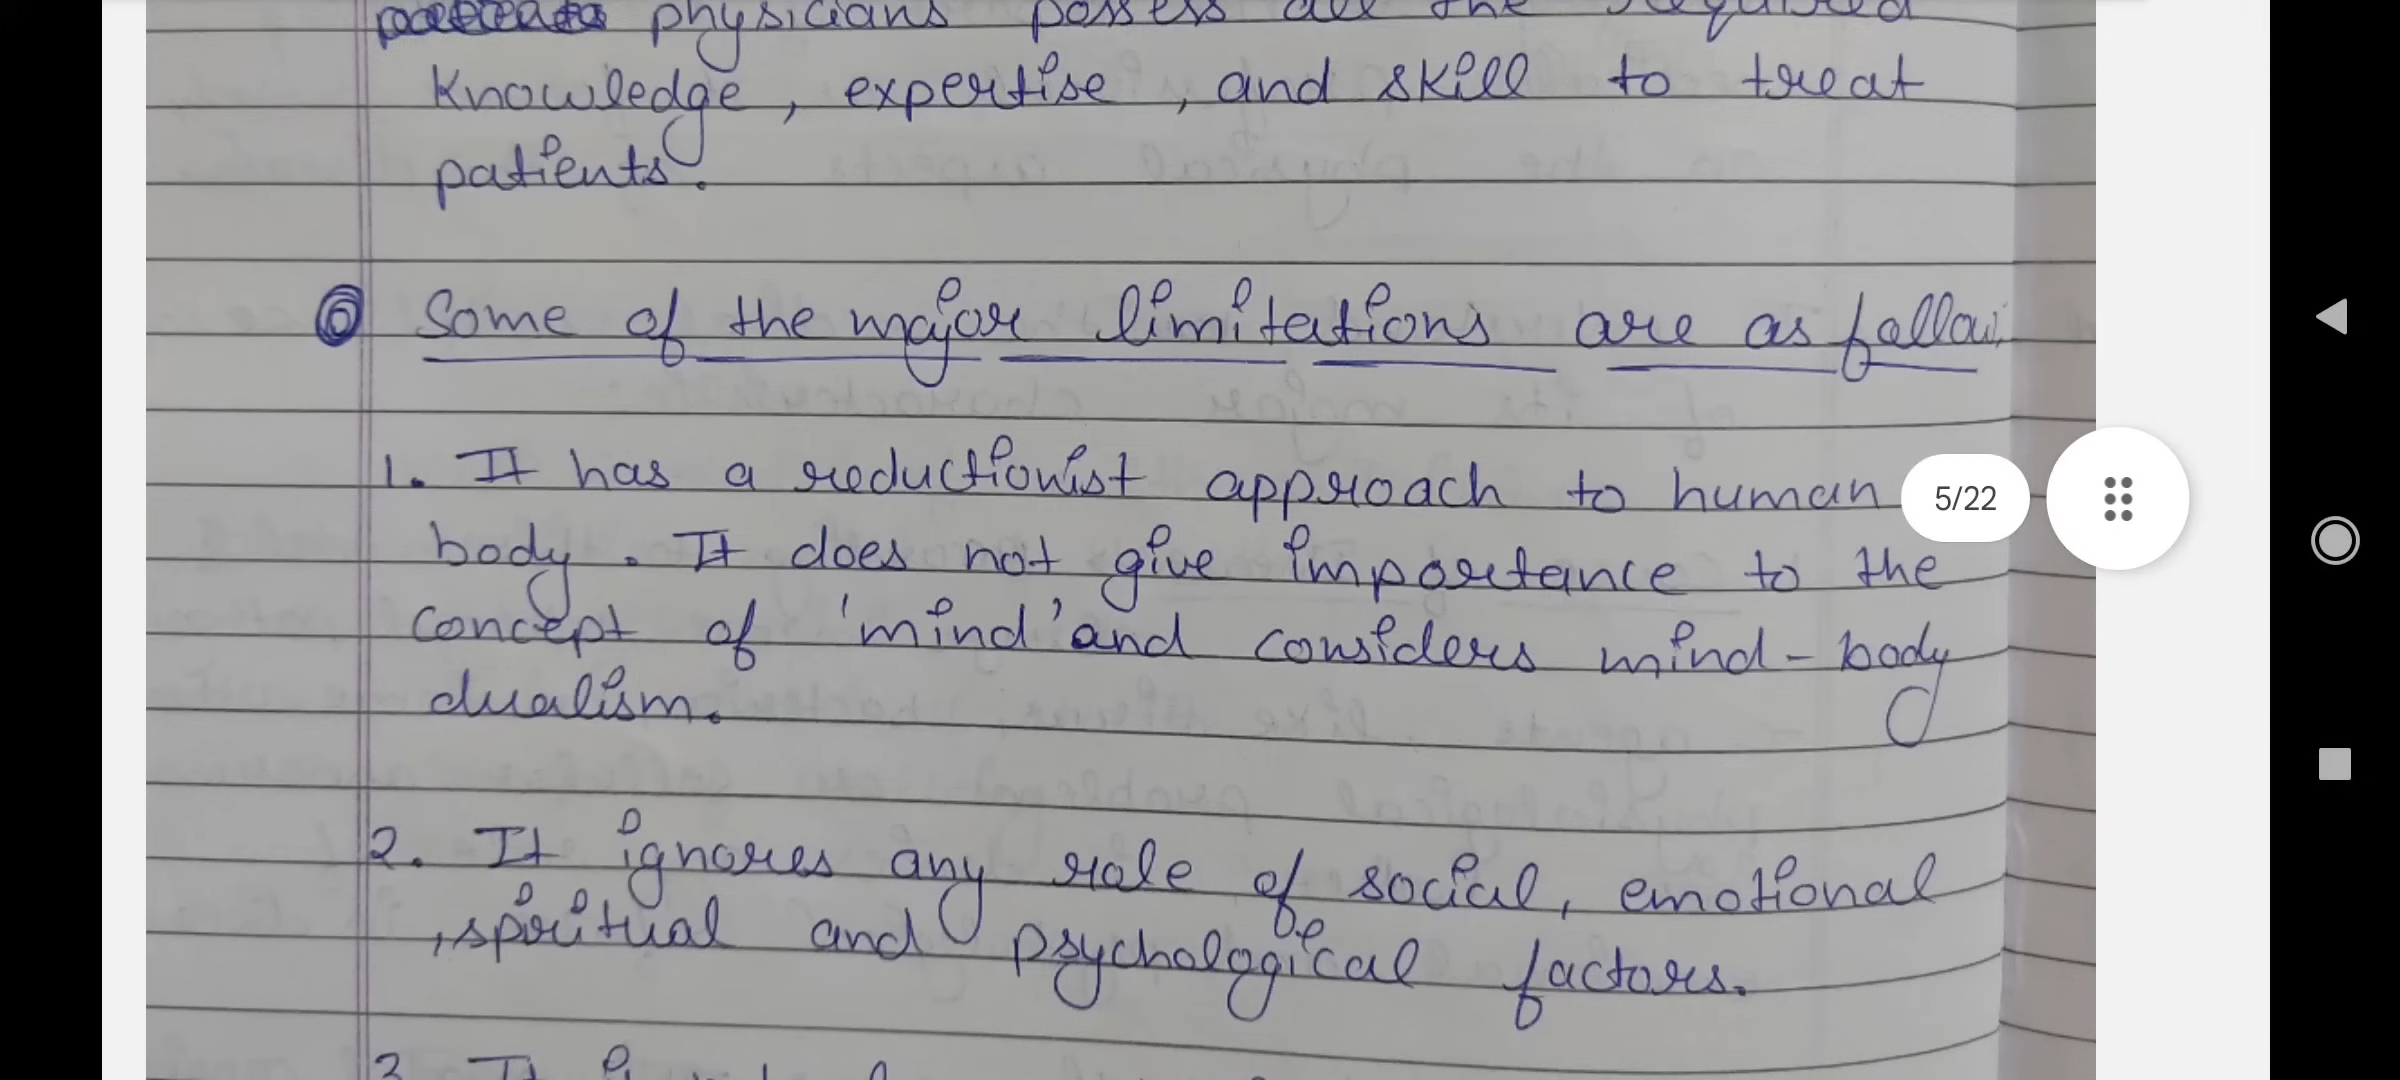 physicians possess all the required
knowledge, expertise, and skill to treat
patients.
Some of the major limitations are as follow
1. It has a reductionist approach to human
body. It does not give importance to the
concept of 'mind' and considers mind-body
dualism.
2. It ignores any role of social, emotional
, spiritual and psychological factors.
3. It
5/22